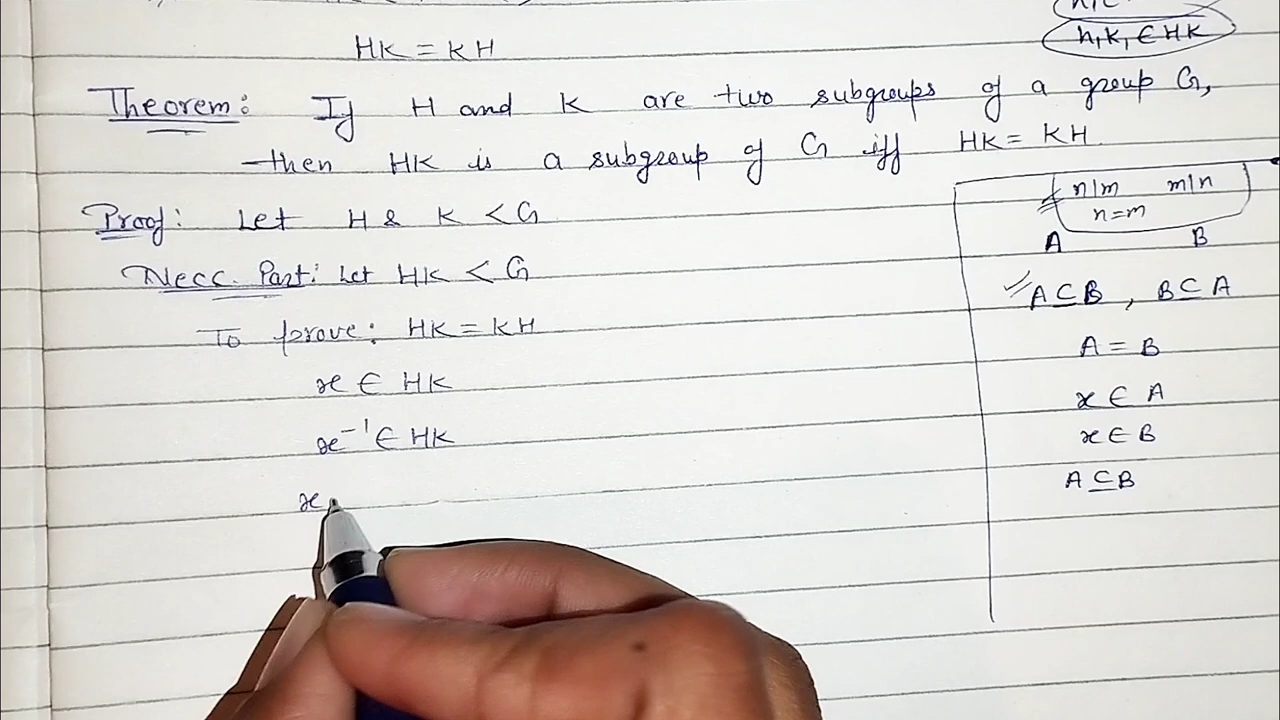 HK = KH
h₁k₁ ∈ HK
Theorem: If H and K are two subgroups of a group G,
then HK is a subgroup of G iff HK = KH.
Proof: Let H & K < G
Necc. Part: Let HK < G
To prove: HK = KH
x ∈ HK
x⁻¹ ∈ HK
x
n|m m|n
n=m
A B
A ⊆ B , B ⊆ A
A = B
x ∈ A
x ∈ B
A ⊆ B